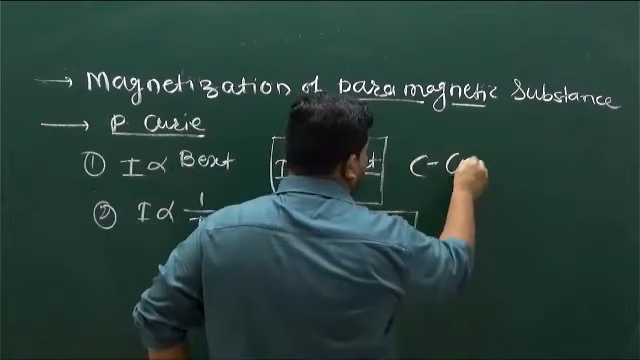 → Magnetization of paramagnetic Substance
→ P. Curie
① I ∝ Bext
② I ∝ 1
C -